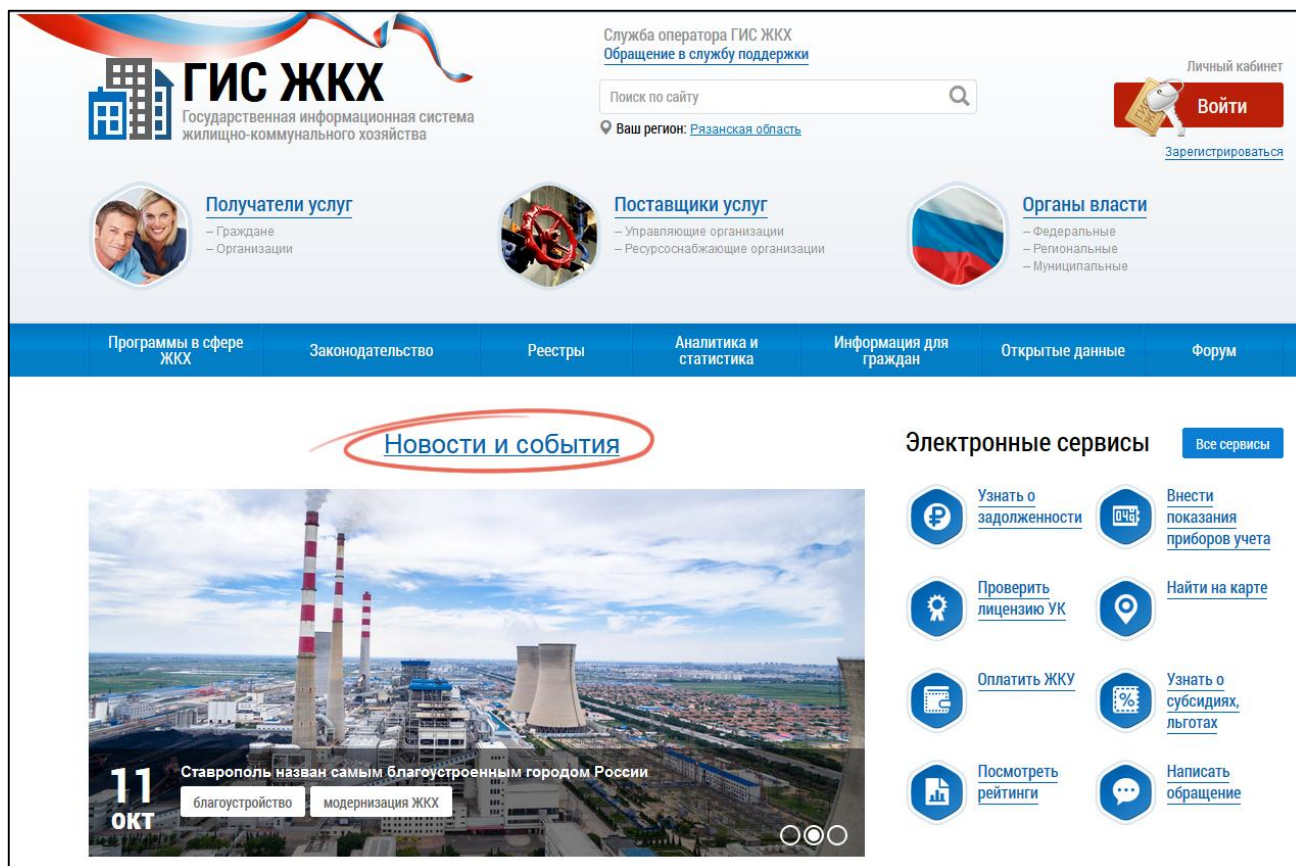 ГИС ЖКХ
Государственная информационная система
жилищно-коммунального хозяйства
Служба оператора ГИС ЖКХ
Обращение в службу поддержки
Поиск по сайту
Ваш регион: Рязанская область
Личный кабинет
Войти
Зарегистрироваться
Получатели услуг
– Граждане
– Организации
Поставщики услуг
– Управляющие организации
– Ресурсоснабжающие организации
Органы власти
– Федеральные
– Региональные
– Муниципальные
Программы в сфере
ЖКХ
Законодательство
Реестры
Аналитика и
статистика
Информация для
граждан
Открытые данные
Форум
Новости и события
11
ОКТ
Ставрополь назван самым благоустроенным городом России
благоустройство
модернизация ЖКХ
Электронные сервисы
Все сервисы
Узнать о
задолженности
Внести
показания
приборов учета
Проверить
лицензию УК
Найти на карте
Оплатить ЖКУ
Узнать о
субсидиях,
льготах
Посмотреть
рейтинги
Написать
обращение